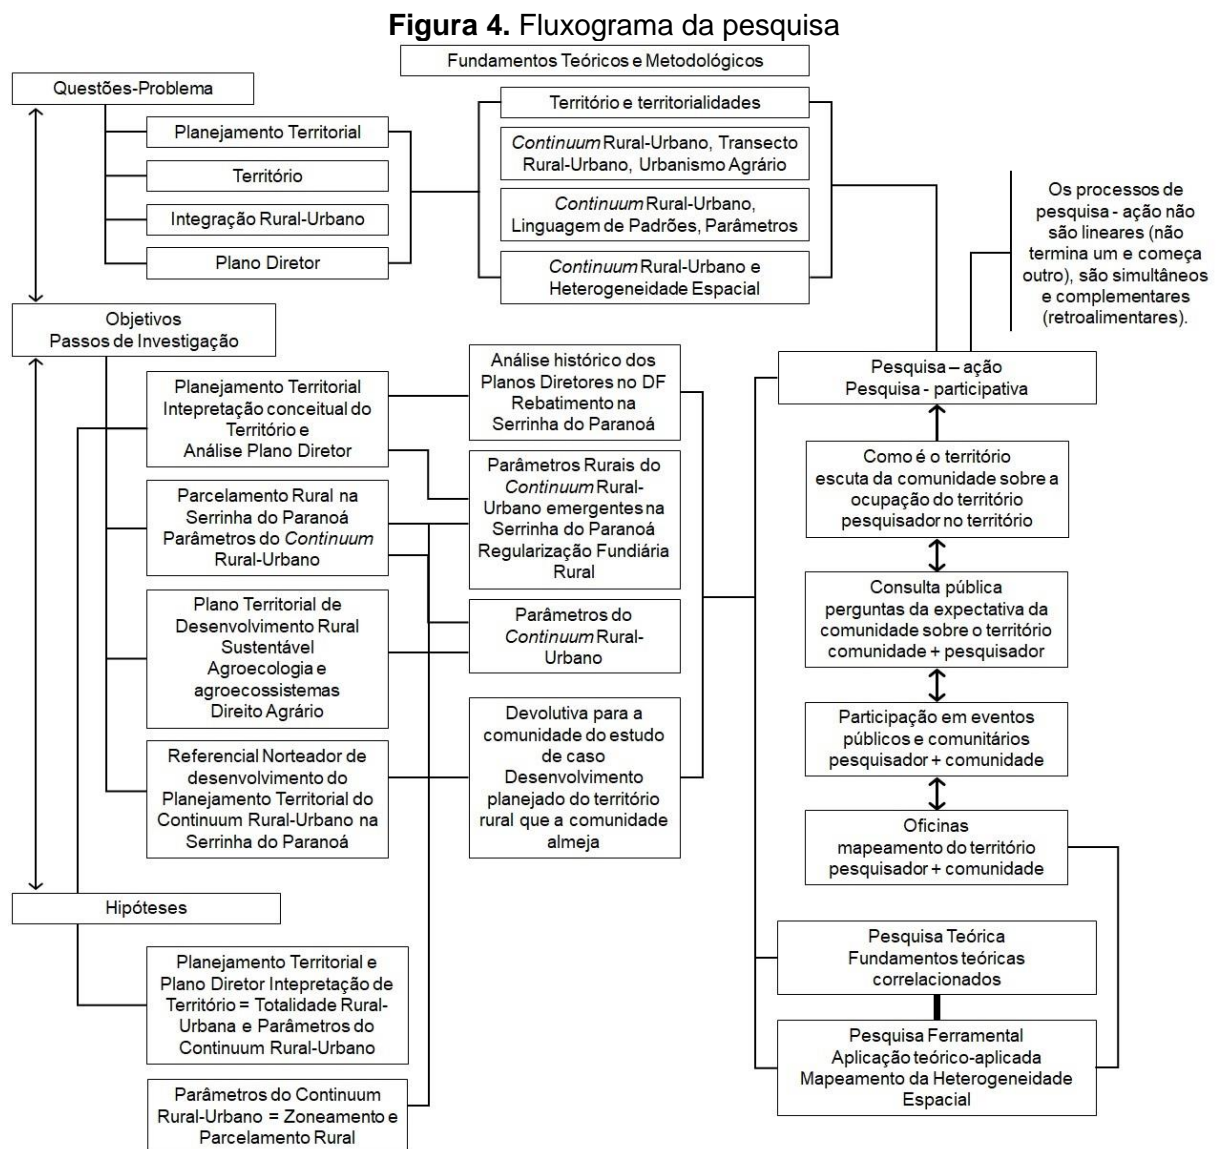 Figura 4. Fluxograma da pesquisa
Fundamentos Teóricos e Metodológicos
Questões-Problema
Planejamento Territorial
Território
Integração Rural-Urbano
Plano Diretor
Território e territorialidades
Continuum Rural-Urbano, Transecto
Rural-Urbano, Urbanismo Agrário
Continuum Rural-Urbano,
Linguagem de Padrões, Parâmetros
Continuum Rural-Urbano e
Heterogeneidade Espacial
Os processos de
pesquisa - ação não
são lineares (não
termina um e começa
outro), são simultâneos
e complementares
(retroalimentares).
Objetivos
Passos de Investigação
Planejamento Territorial
Intepretação conceitual do
Território e
Análise Plano Diretor
Parcelamento Rural na
Serrinha do Paranoá
Parâmetros do Continuum
Rural-Urbano
Plano Territorial de
Desenvolvimento Rural
Sustentável
Agroecologia e
agroecossistemas
Direito Agrário
Referencial Norteador de
desenvolvimento do
Planejamento Territorial do
Continuum Rural-Urbano na
Serrinha do Paranoá
Análise histórico dos
Planos Diretores no DF
Rebatimento na
Serrinha do Paranoá
Parâmetros Rurais do
Continuum Rural-
Urbano emergentes na
Serrinha do Paranoá
Regularização Fundiária
Rural
Parâmetros do
Continuum Rural-
Urbano
Devolutiva para a
comunidade do estudo
de caso
Desenvolvimento
planejado do território
rural que a comunidade
almeja
Pesquisa – ação
Pesquisa - participativa
Como é o território
escuta da comunidade sobre a
ocupação do território
pesquisador no território
Consulta pública
perguntas da expectativa da
comunidade sobre o território
comunidade + pesquisador
Participação em eventos
públicos e comunitários
pesquisador + comunidade
Oficinas
mapeamento do território
pesquisador + comunidade
Pesquisa Teórica
Fundamentos teóricas
correlacionados
Pesquisa Ferramental
Aplicação teórico-aplicada
Mapeamento da Heterogeneidade
Espacial
Hipóteses
Planejamento Territorial e
Plano Diretor Intepretação de
Território = Totalidade Rural-
Urbana e Parâmetros do
Continuum Rural-Urbano
Parâmetros do Continuum
Rural-Urbano = Zoneamento e
Parcelamento Rural